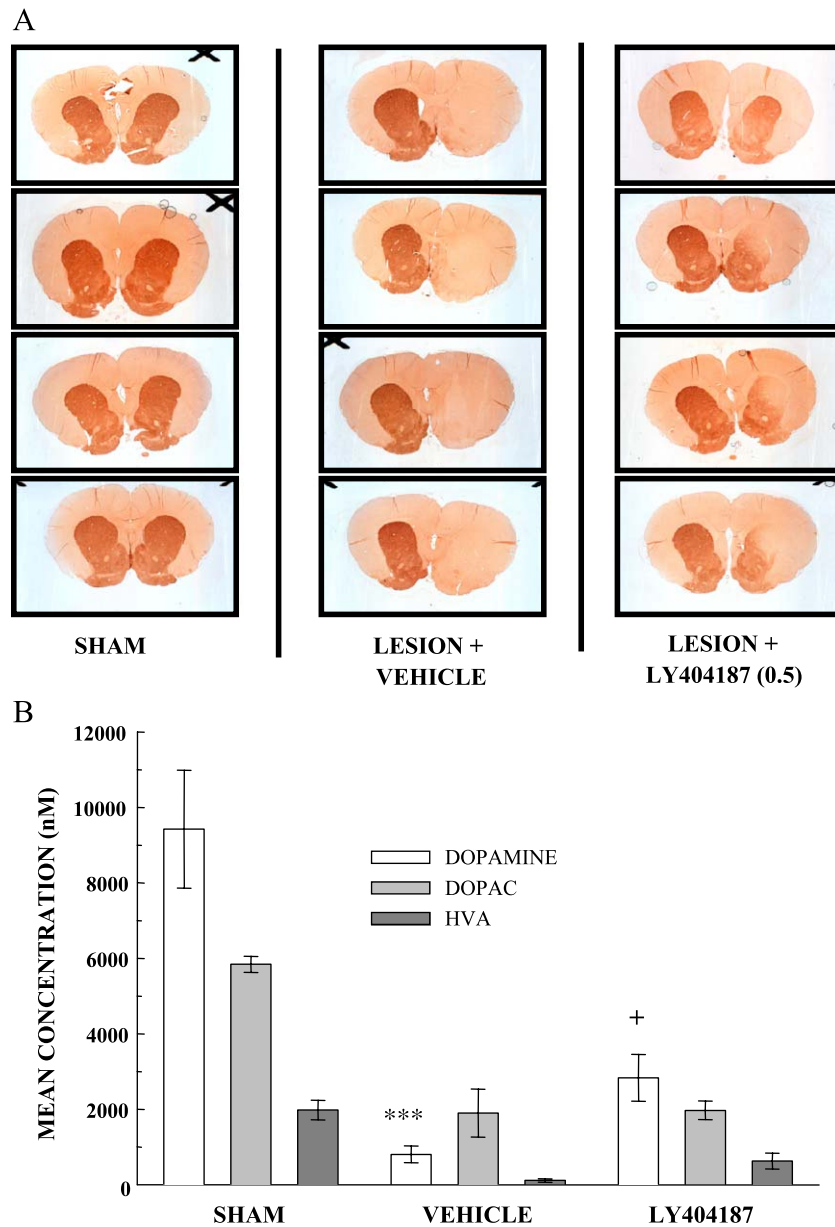 A
SHAM
LESION +
VEHICLE
LESION +
LY404187 (0.5)
B
MEAN CONCENTRATION (nM)
12000
10000
8000
6000
4000
2000
0
DOPAMINE
DOPAC
HVA
***
+
SHAM
VEHICLE
LY404187